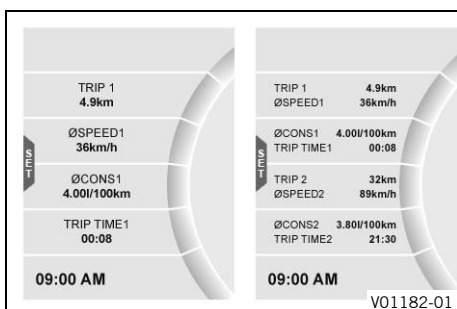 TRIP 1
4.9km
ØSPEED1
36km/h
ØCONS1
4.00l/100km
TRIP TIME1
00:08
SET
09:00 AM
TRIP 1 4.9km
ØSPEED1 36km/h
ØCONS1 4.00l/100km
TRIP TIME1 00:08
TRIP 2 32km
ØSPEED2 89km/h
ØCONS2 3.80l/100km
TRIP TIME2 21:30
SET
09:00 AM
V01182-01